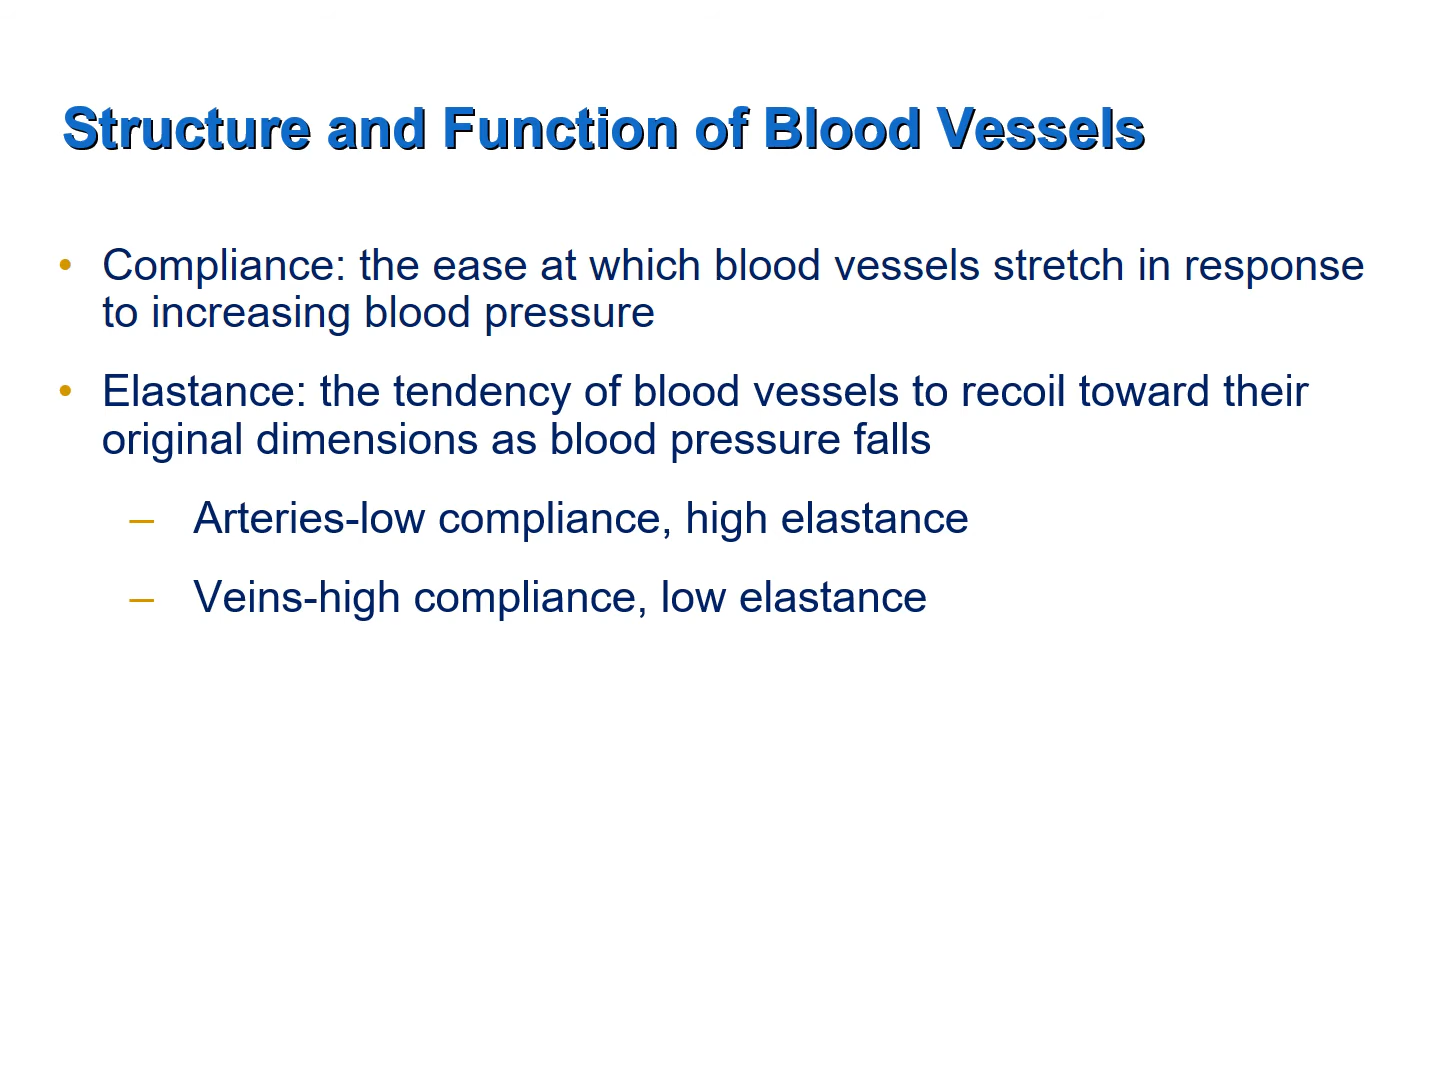 Structure and Function of Blood Vessels
• Compliance: the ease at which blood vessels stretch in response
to increasing blood pressure
• Elastance: the tendency of blood vessels to recoil toward their
original dimensions as blood pressure falls
– Arteries-low compliance, high elastance
– Veins-high compliance, low elastance